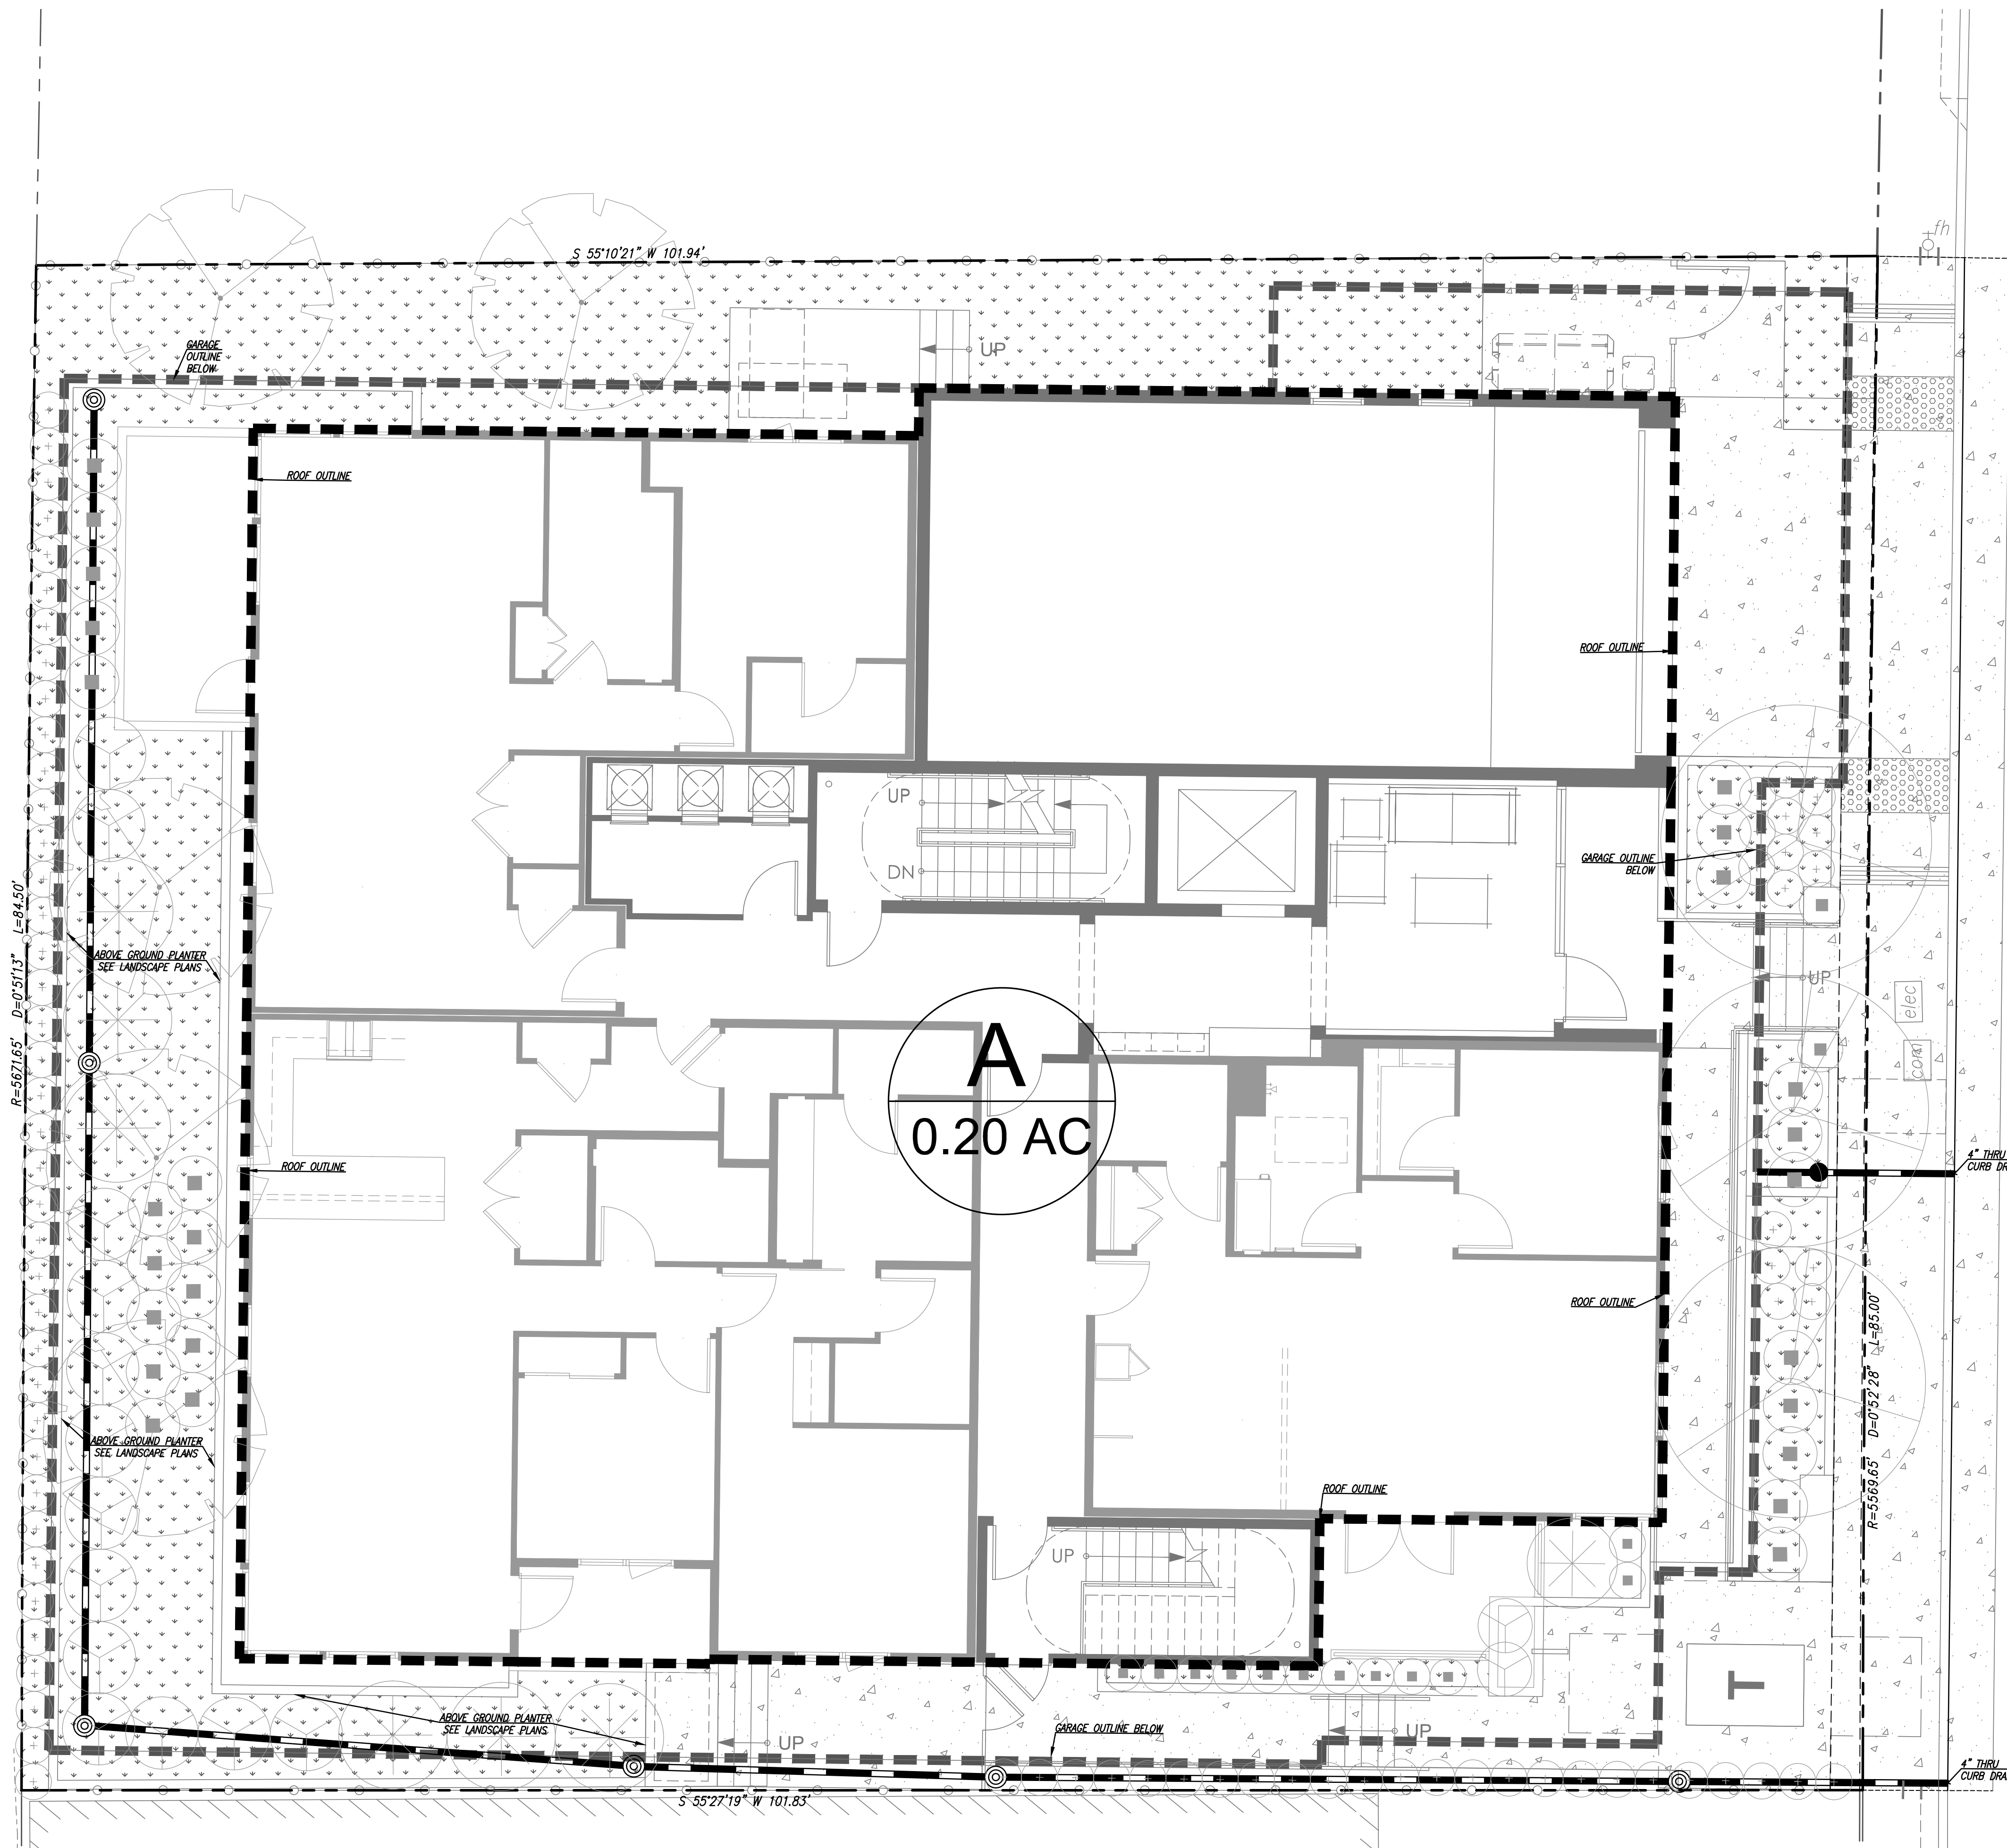 fh
S 55°10'21" W 101.94'
GARAGE
OUTLINE
BELOW
UP
ROOF OUTLINE
ROOF OUTLINE
UP
DN
GARAGE OUTLINE
BELOW
R=5671.65' D=0°51'13" L=84.50'
ABOVE GROUND PLANTER
SEE LANDSCAPE PLANS
UP
elec
com
A
0.20 AC
ROOF OUTLINE
4" THRU
CURB DR
ROOF OUTLINE
R=5569.65' D=0°52'28" L=85.00'
ABOVE GROUND PLANTER
SEE LANDSCAPE PLANS
ROOF OUTLINE
UP
T
ABOVE GROUND PLANTER
SEE LANDSCAPE PLANS
GARAGE OUTLINE BELOW
UP
UP
4" THRU
CURB DRA
S 55°27'19" W 101.83'